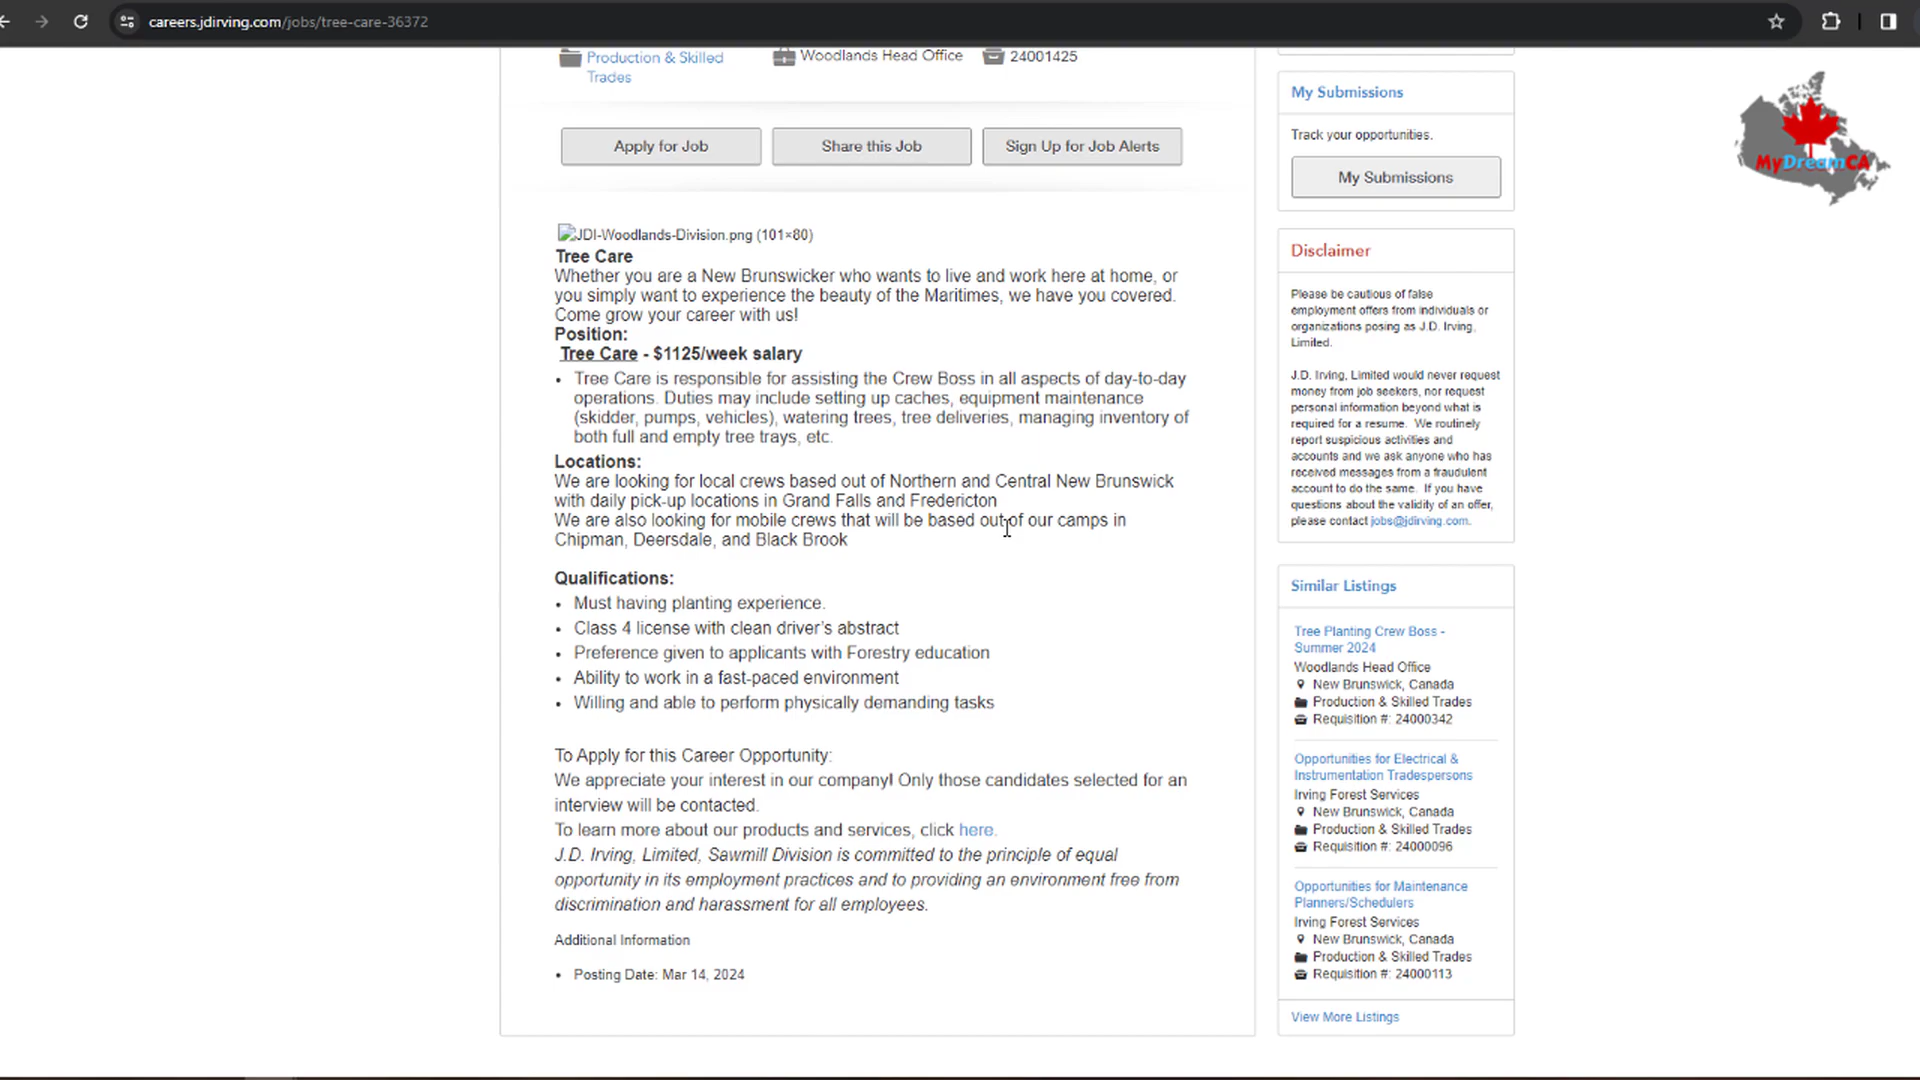 careers.jdirving.com/jobs/tree-care-36372
Production & Skilled
Trades
Woodlands Head Office
24001425
Apply for Job
Share this Job
Sign Up for Job Alerts
JDI-Woodlands-Division.png (101×80)
Tree Care
Whether you are a New Brunswicker who wants to live and work here at home, or
you simply want to experience the beauty of the Maritimes, we have you covered.
Come grow your career with us!
Position:
Tree Care - $1125/week salary
• Tree Care is responsible for assisting the Crew Boss in all aspects of day-to-day
operations. Duties may include setting up caches, equipment maintenance
(skidder, pumps, vehicles), watering trees, tree deliveries, managing inventory of
both full and empty tree trays, etc.
Locations:
We are looking for local crews based out of Northern and Central New Brunswick
with daily pick-up locations in Grand Falls and Fredericton
We are also looking for mobile crews that will be based out of our camps in
Chipman, Deersdale, and Black Brook
Qualifications:
• Must having planting experience.
• Class 4 license with clean driver's abstract
• Preference given to applicants with Forestry education
• Ability to work in a fast-paced environment
• Willing and able to perform physically demanding tasks
To Apply for this Career Opportunity:
We appreciate your interest in our company! Only those candidates selected for an
interview will be contacted.
To learn more about our products and services, click here.
J.D. Irving, Limited, Sawmill Division is committed to the principle of equal
opportunity in its employment practices and to providing an environment free from
discrimination and harassment for all employees.
Additional Information
• Posting Date: Mar 14, 2024
My Submissions
Track your opportunities.
My Submissions
Disclaimer
Please be cautious of false
employment offers from individuals or
organizations posing as J.D. Irving,
Limited.
J.D. Irving, Limited would never request
money from job seekers, nor request
personal information beyond what is
required for a resume. We routinely
report suspicious activities and
accounts and we ask anyone who has
received messages from a fraudulent
account to do the same. If you have
questions about the validity of an offer,
please contact jobs@jdirving.com.
Similar Listings
Tree Planting Crew Boss -
Summer 2024
Woodlands Head Office
New Brunswick, Canada
Production & Skilled Trades
Requisition #: 24000342
Opportunities for Electrical &
Instrumentation Tradespersons
Irving Forest Services
New Brunswick, Canada
Production & Skilled Trades
Requisition #: 24000096
Opportunities for Maintenance
Planners/Schedulers
Irving Forest Services
New Brunswick, Canada
Production & Skilled Trades
Requisition #: 24000113
View More Listings
MyDreamCA